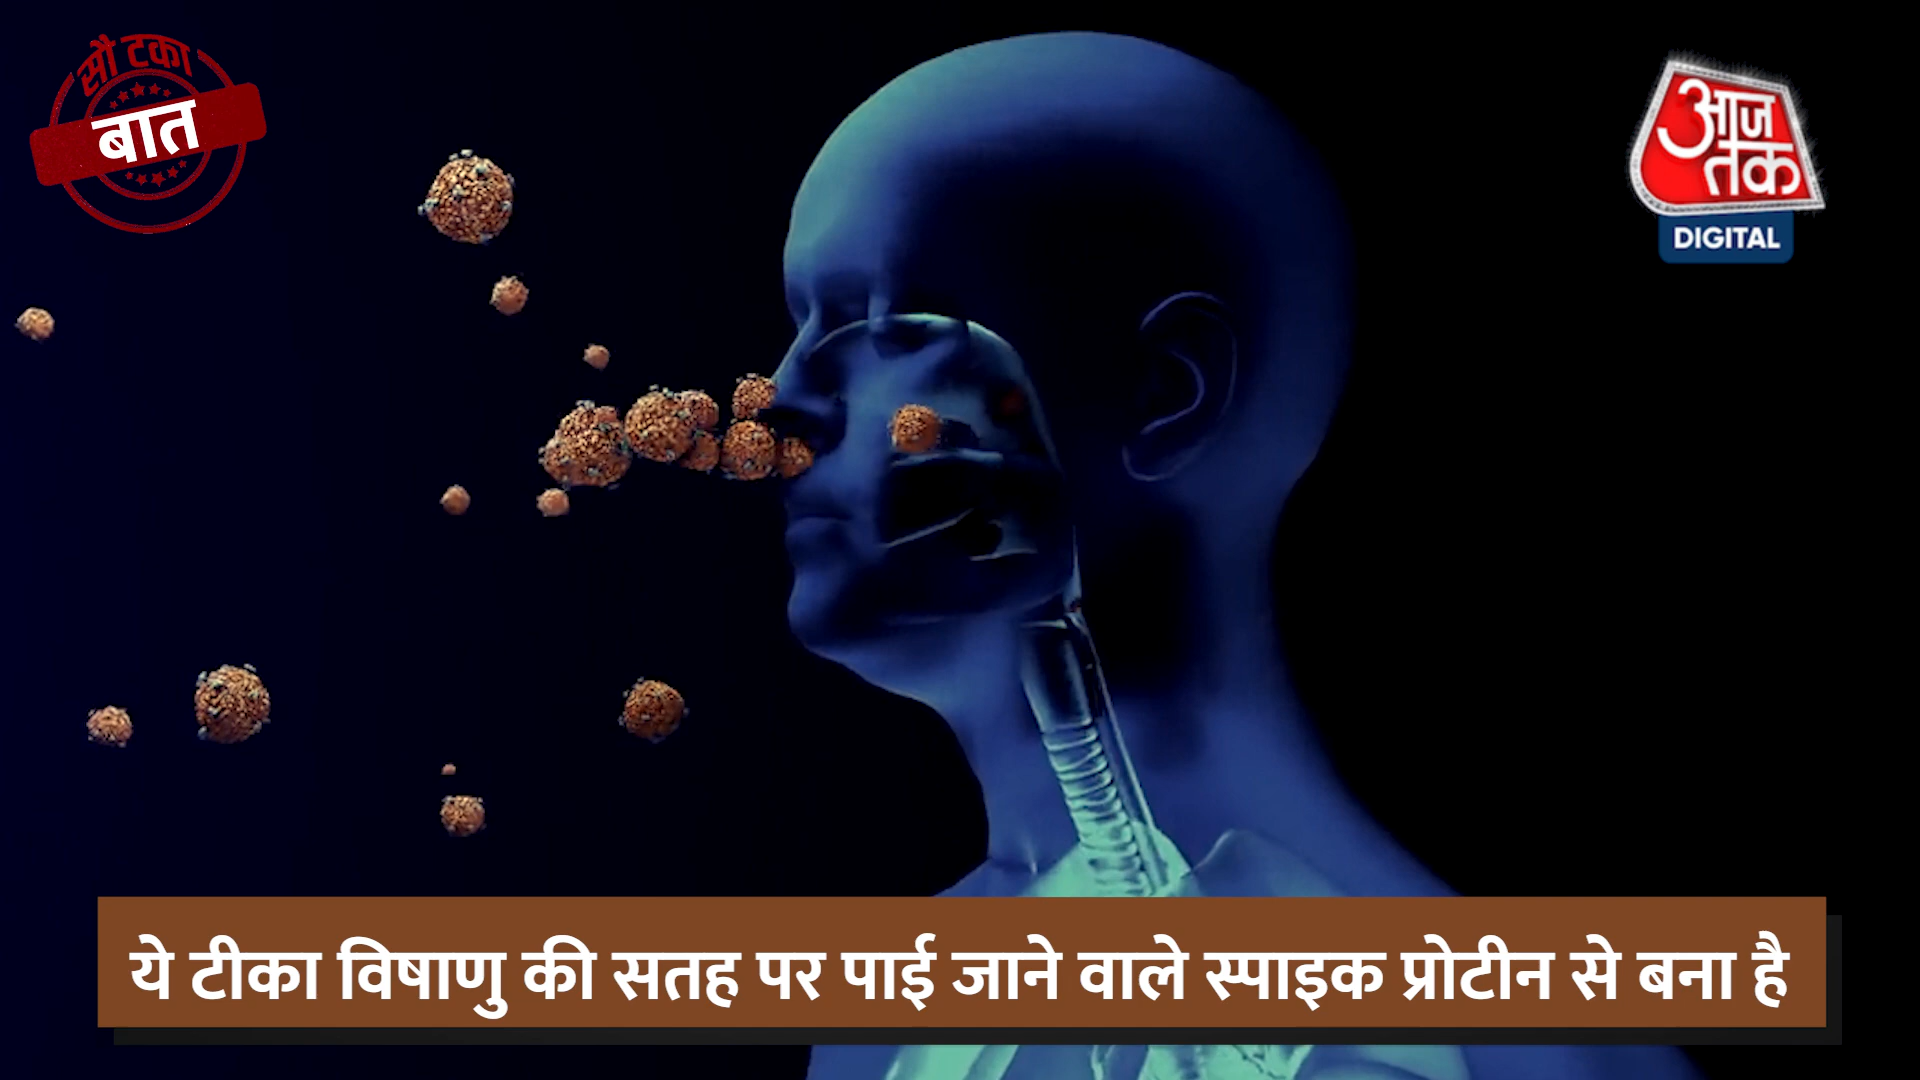 सौ टका
बात
आज
तक
DIGITAL
ये टीका विषाणु की सतह पर पाई जाने वाले स्पाइक प्रोटीन से बना है